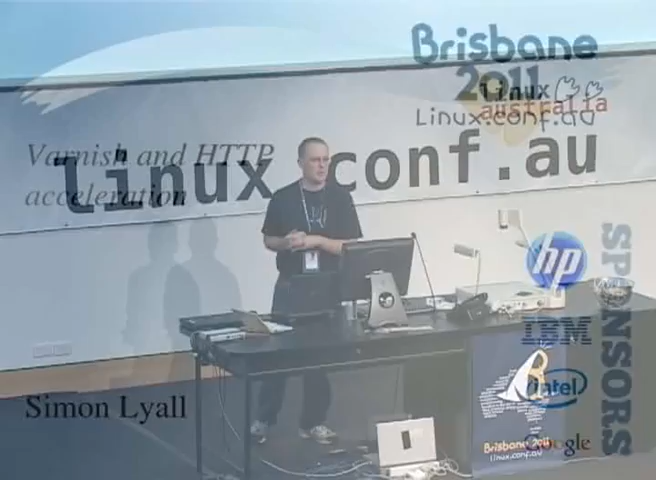 Brisbane
2011
Linux
australia
Linux.conf.au
Varnish and HTTP
acceleration
linux.conf.au
hp
SPONSORS
IBM
intel
Simon Lyall
Google
Brisbane 2011
linux.conf.au